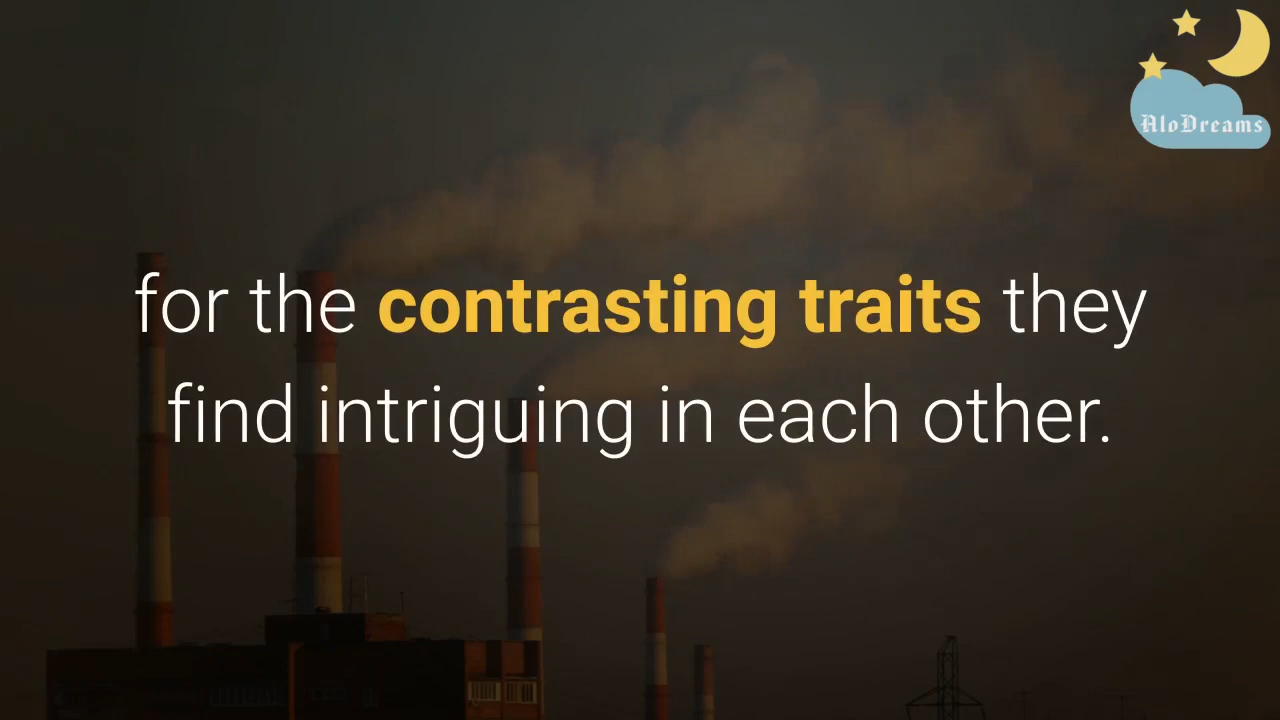 AloDreams
for the contrasting traits they
find intriguing in each other.